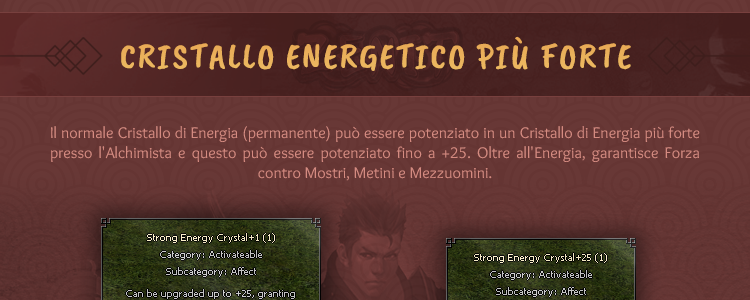 CRISTALLO ENERGETICO PIÙ FORTE
Il normale Cristallo di Energia (permanente) può essere potenziato in un Cristallo di Energia più forte
presso l'Alchimista e questo può essere potenziato fino a +25. Oltre all'Energia, garantisce Forza
contro Mostri, Metini e Mezzuomini.
Strong Energy Crystal+1 (1)
Category: Activateable
Subcategory: Affect
Can be upgraded up to +25, granting
Strong Energy Crystal+25 (1)
Category: Activateable
Subcategory: Affect